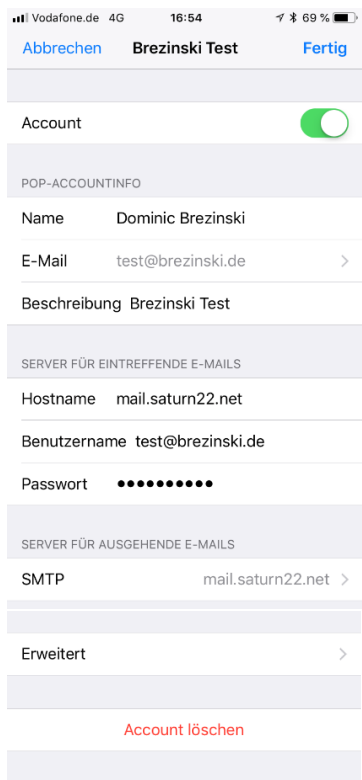 Vodafone.de 4G 16:54 69 %
Abbrechen Brezinski Test Fertig
Account
POP-ACCOUNTINFO
Name Dominic Brezinski
E-Mail test@brezinski.de
Beschreibung Brezinski Test
SERVER FÜR EINTREFFENDE E-MAILS
Hostname mail.saturn22.net
Benutzername test@brezinski.de
Passwort ●●●●●●●●●●
SERVER FÜR AUSGEHENDE E-MAILS
SMTP mail.saturn22.net
Erweitert
Account löschen